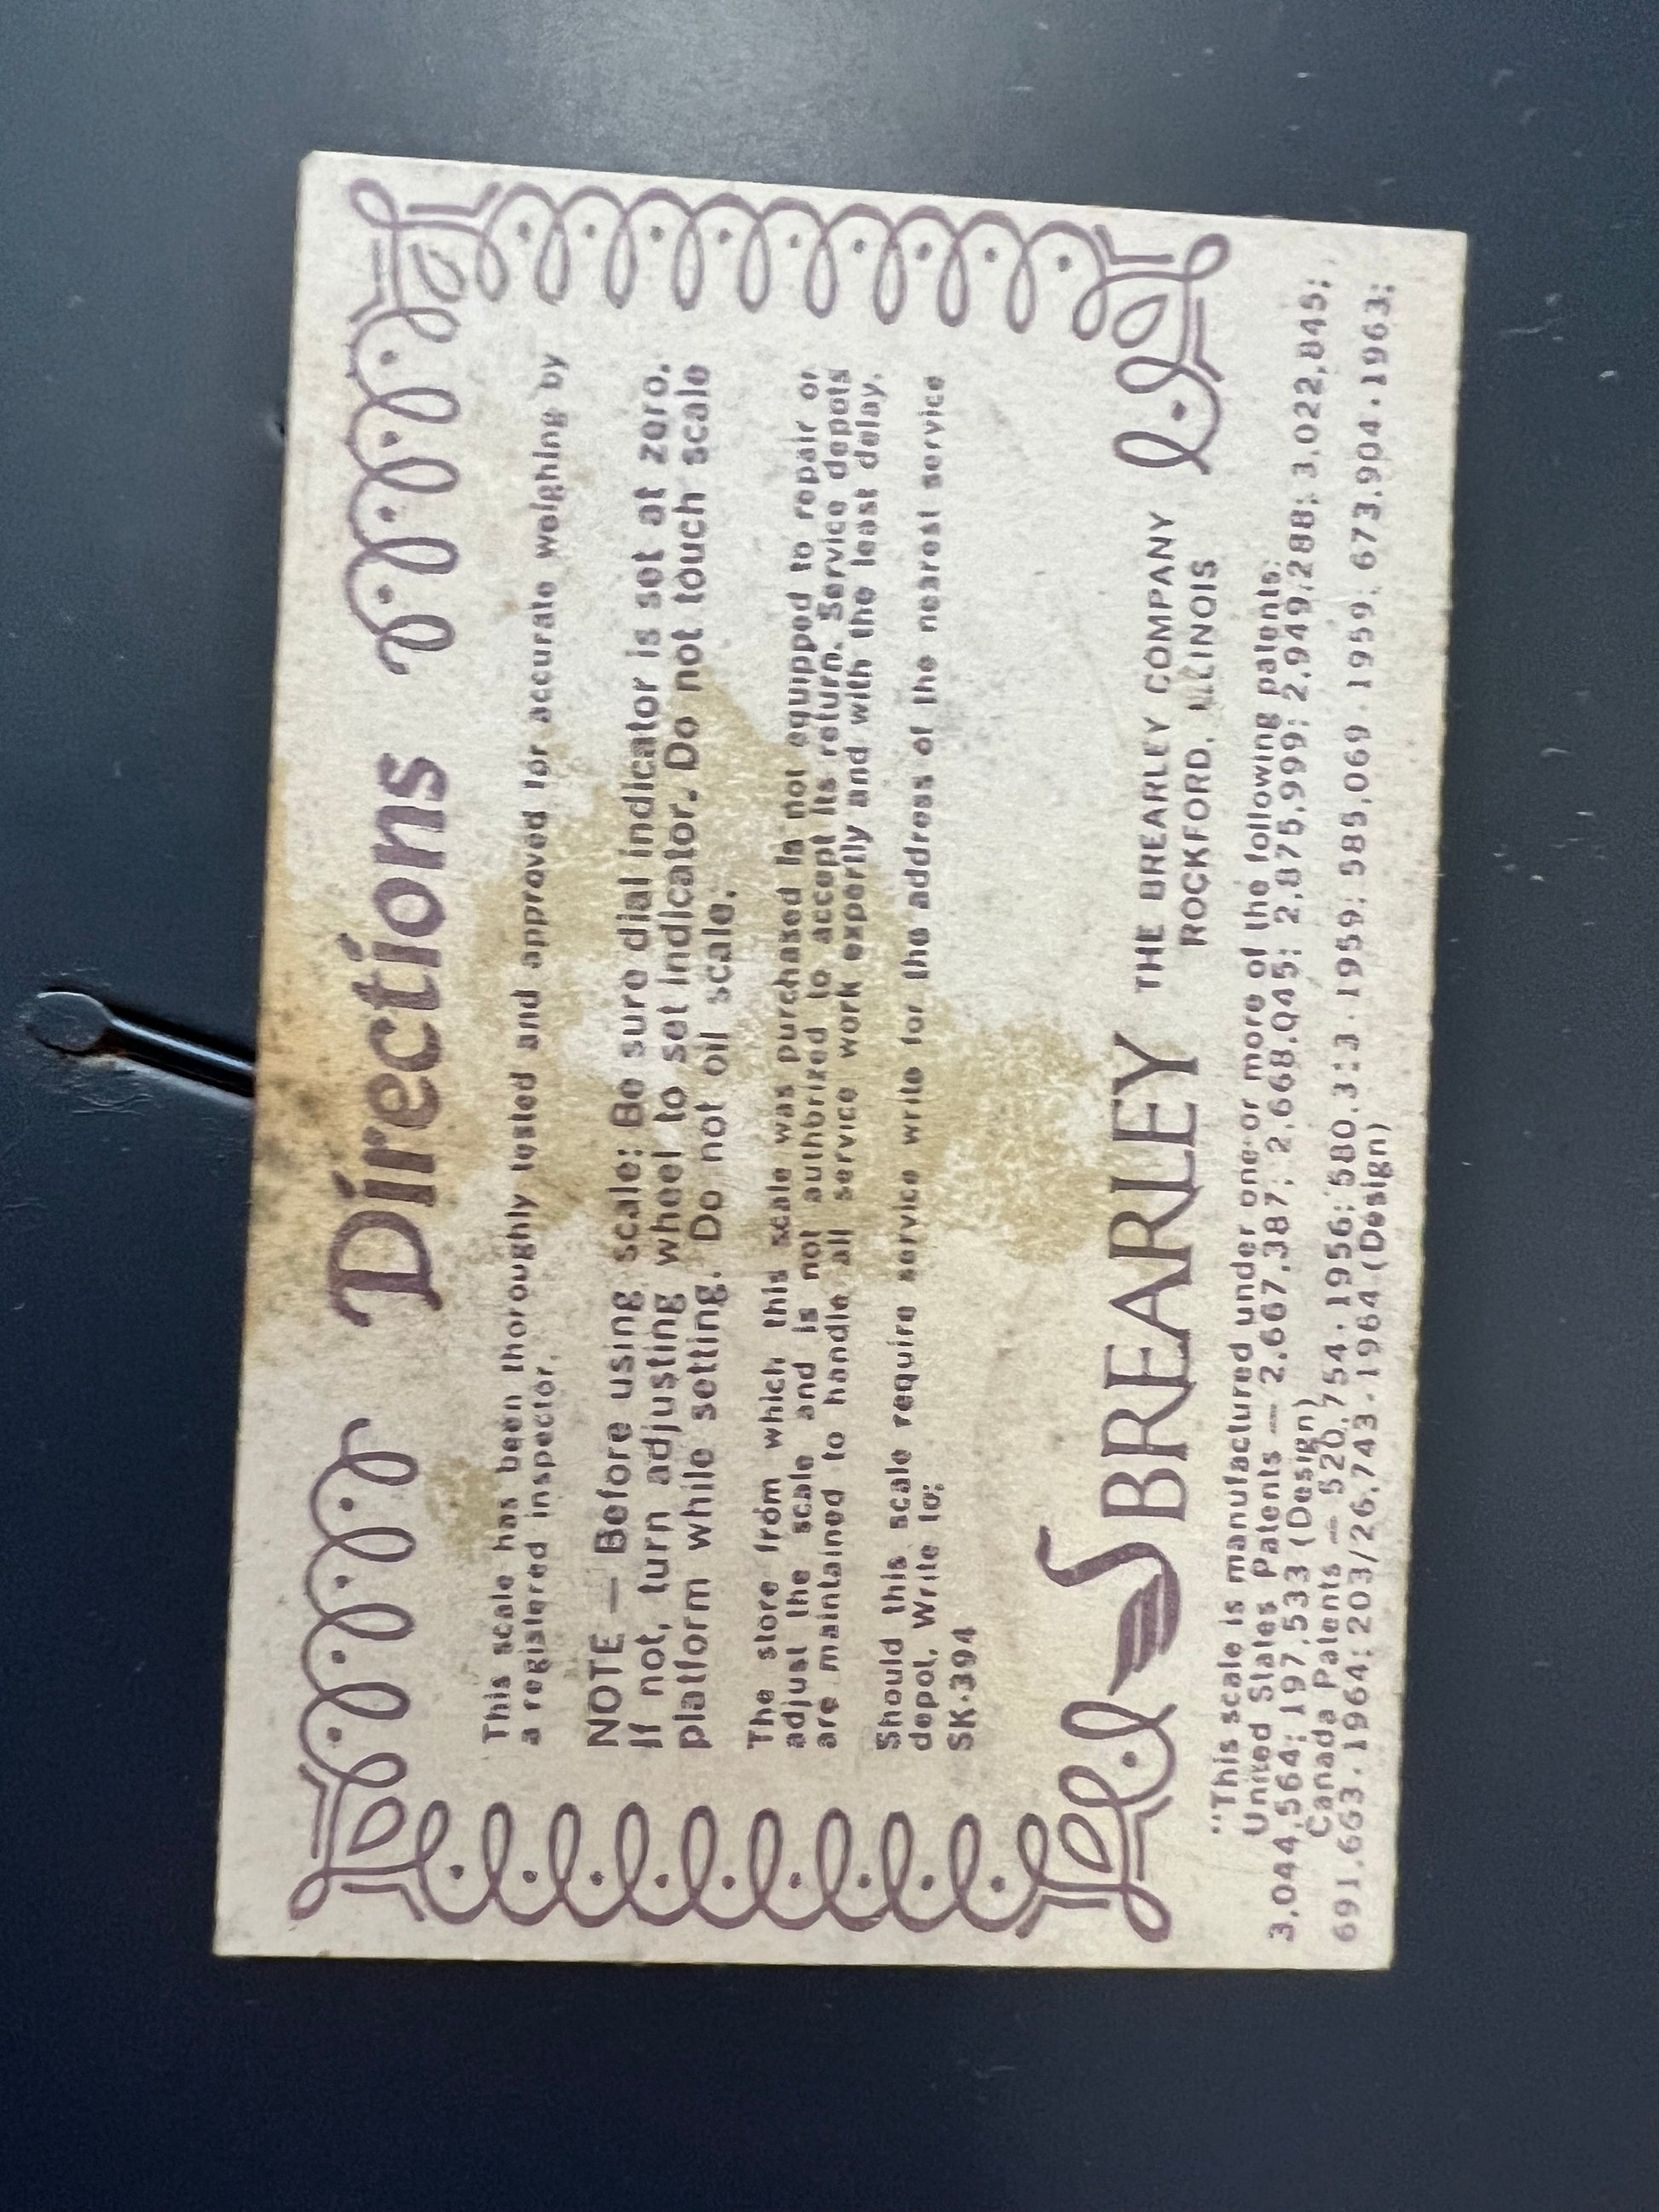 Directions
This scale has been thoroughly tested and approved for accurate weighing by
a registered inspector.
NOTE — Before using scale: Be sure dial indicator is set at zero.
If not, turn adjusting wheel to set indicator. Do not touch scale
platform while setting. Do not oil scale.
The store from which this scale was purchased is not equipped to repair or
adjust the scale and is not authorized to accept its return. Service depots
are maintained to handle all service work expertly and with the least delay.
Should this scale require service write for the address of the nearest service
depot. Write to:
SK-394
BREARLEY THE BREARLEY COMPANY
ROCKFORD, ILLINOIS
"This scale is manufactured under one or more of the following patents:
United States Patents — 2,667,387; 2,668,045; 2,875,999; 2,949,288; 3,022,845;
3,044,564; 197,533 (Design)
Canada Patents — 520,754-1956; 580,313-1959; 585,069-1959; 673,904-1963;
691,663-1964; 203/26,743-1964 (Design)